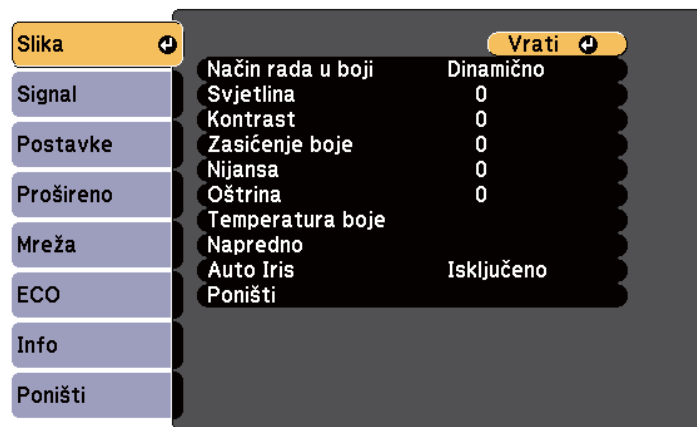 Slika
Signal
Postavke
Prošireno
Mreža
ECO
Info
Poništi
Vrati
Način rada u boji Dinamično
Svjetlina 0
Kontrast 0
Zasićenje boje 0
Nijansa 0
Oštrina 0
Temperatura boje
Napredno
Auto Iris Isključeno
Poništi